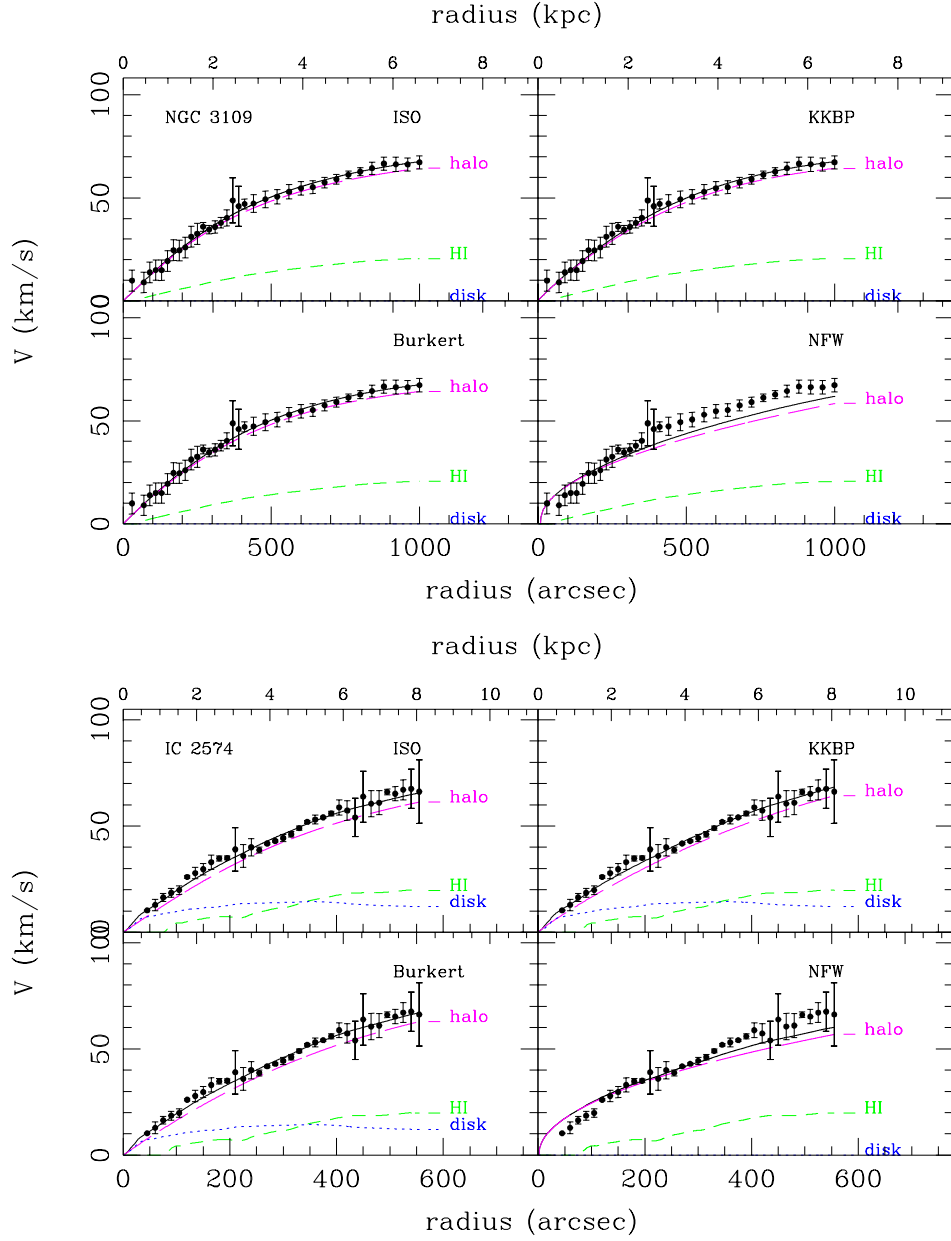 radius (kpc)
0 2 4 6 8 0 2 4 6 8
NGC 3109 ISO KKBP
100 halo halo
50
HI HI
disk disk
0
Burkert NFW
100 halo halo
50
V (km/s)
HI HI
disk disk
0
0 500 1000 0 500 1000
radius (arcsec)
radius (kpc)
0 2 4 6 8 10 0 2 4 6 8 10
IC 2574 ISO KKBP
100 halo halo
50
HI HI
disk disk
0
Burkert NFW
100 halo halo
50
V (km/s)
HI HI
disk disk
0
0 200 400 600 0 200 400 600
radius (arcsec)